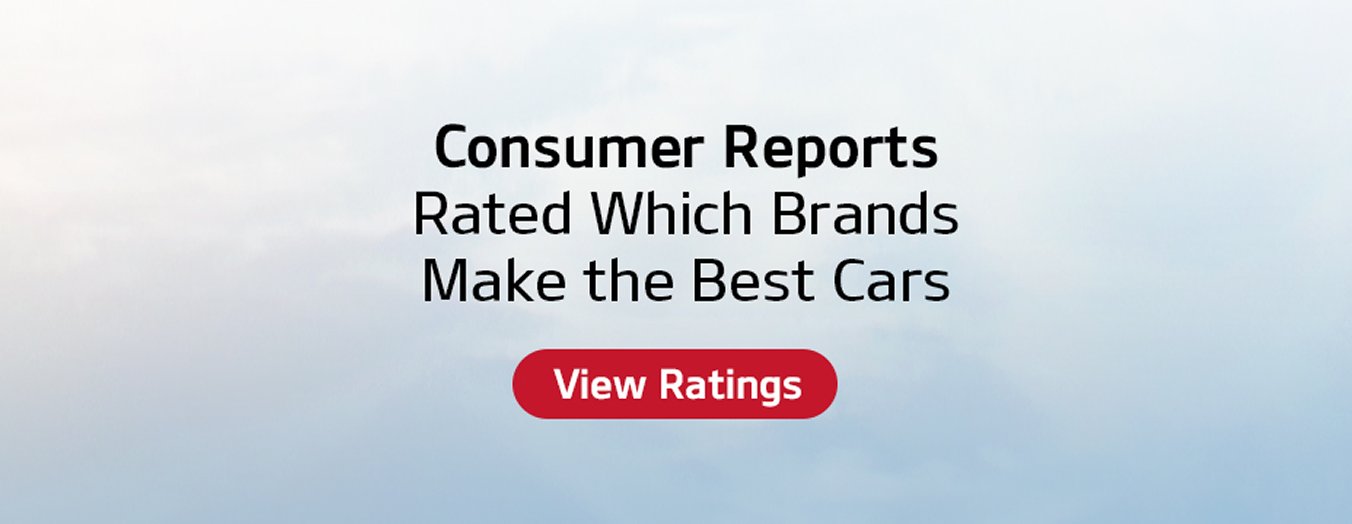 Consumer Reports
Rated Which Brands
Make the Best Cars
View Ratings